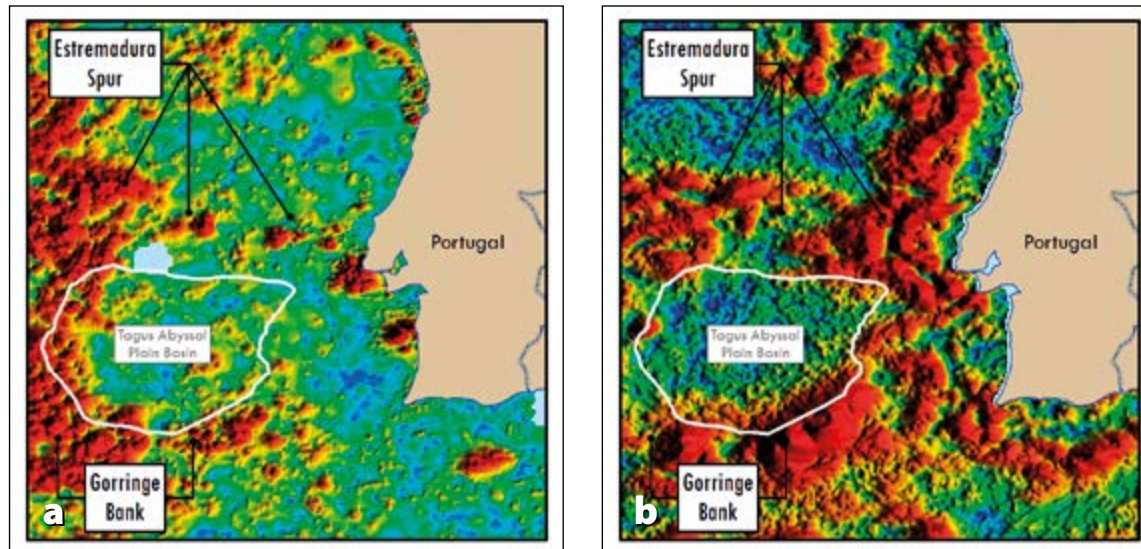 Estremadura
Spur
Portugal
Tagus Abyssal
Plain Basin
Gorringe
Bank
a
Estremadura
Spur
Portugal
Tagus Abyssal
Plain Basin
Gorringe
Bank
b